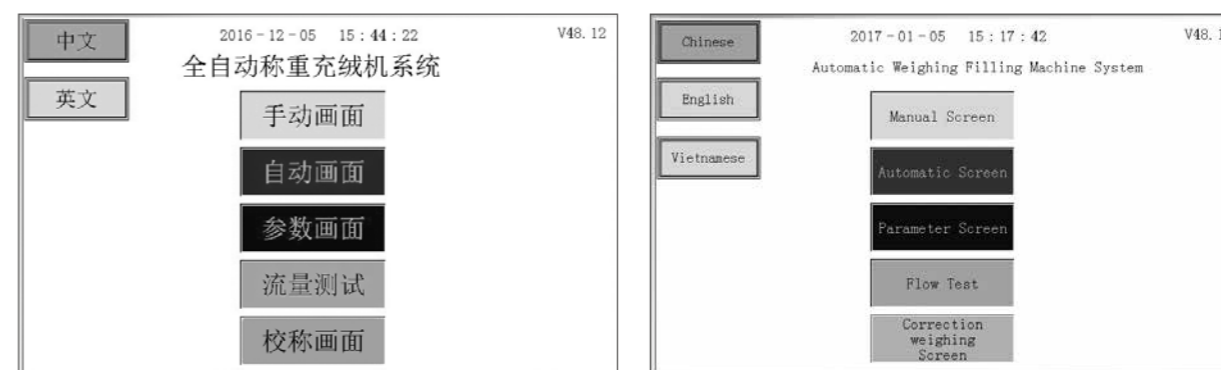 中文
2016-12-05 15:44:22
V48.12
全自动称重充绒机系统
英文
手动画面
自动画面
参数画面
流量测试
校称画面
Chinese
2017-01-05 15:17:42
V48.1
Automatic Weighing Filling Machine System
English
Manual Screen
Vietnamese
Automatic Screen
Parameter Screen
Flow Test
Correction
weighing
Screen